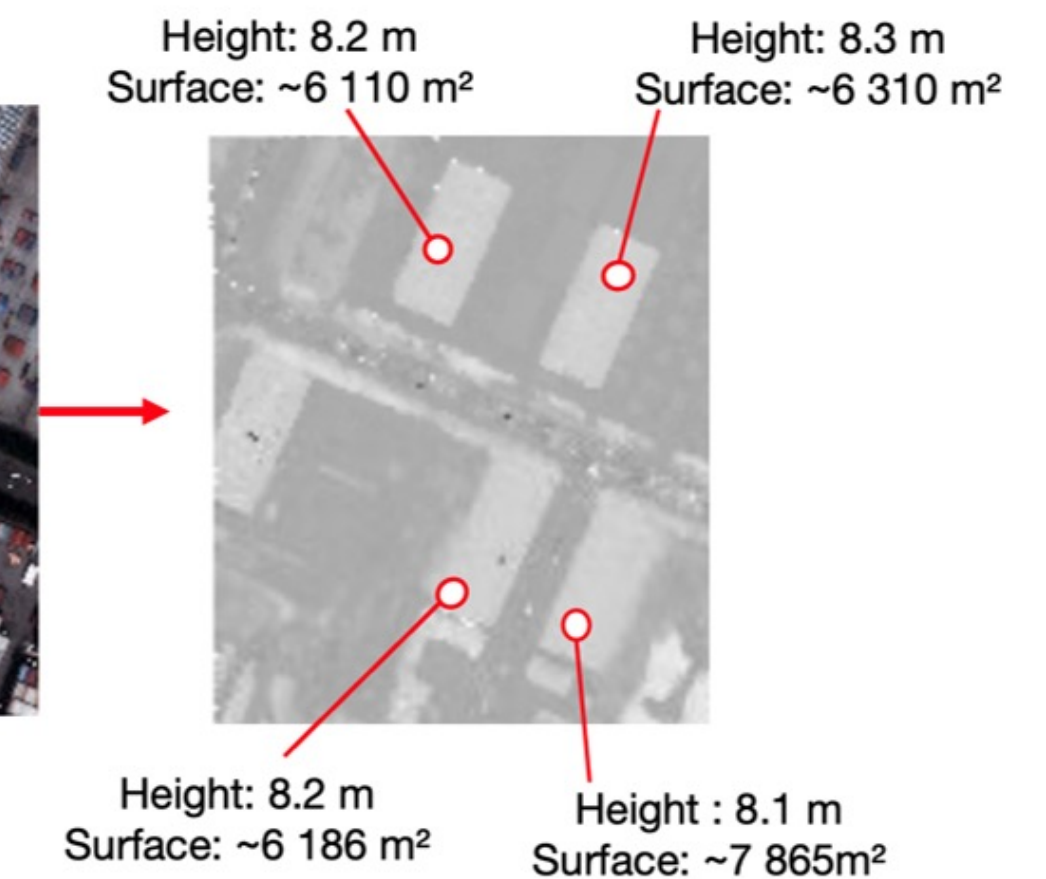 Height: 8.2 m
Surface: ~6 110 m²
Height: 8.3 m
Surface: ~6 310 m²
Height: 8.2 m
Surface: ~6 186 m²
Height : 8.1 m
Surface: ~7 865m²